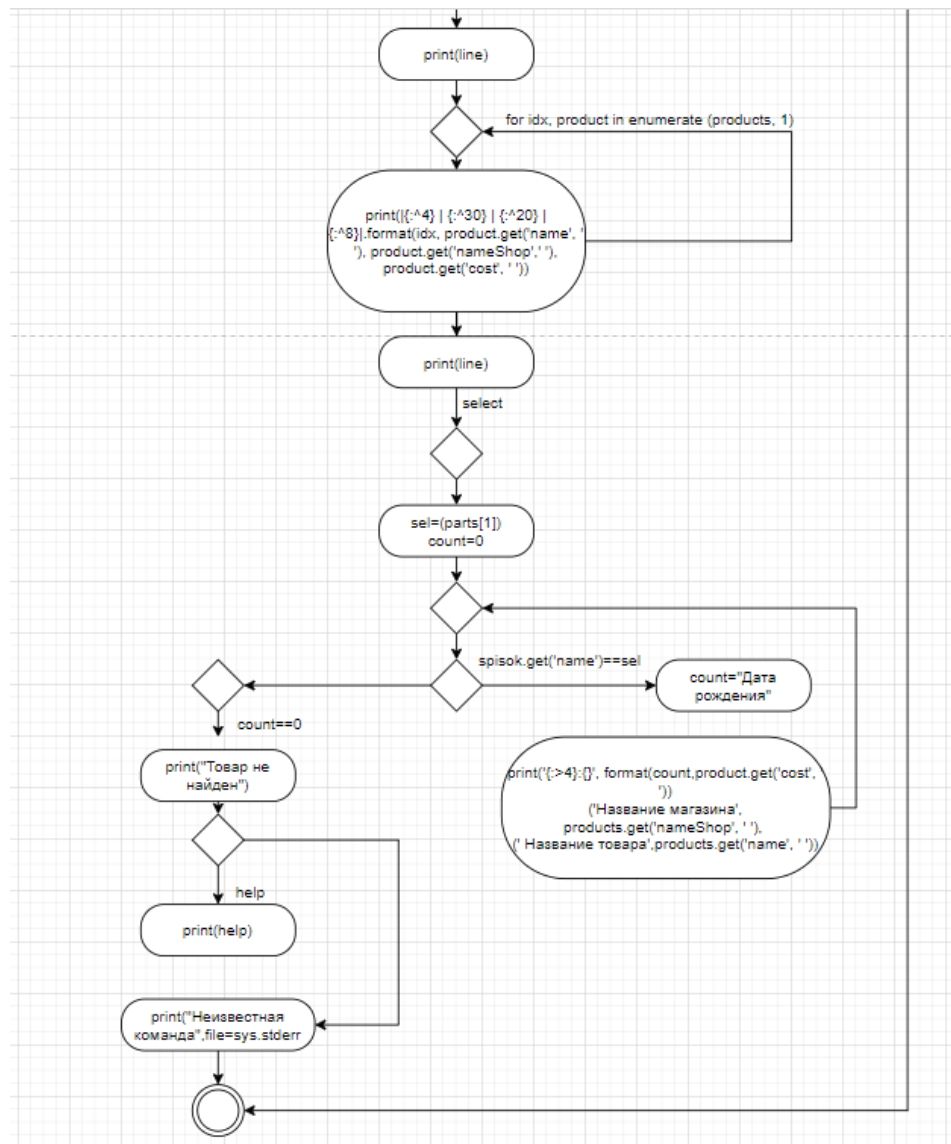 print(line)
for idx, product in enumerate (products, 1)
print(|{:^4} | {:^30} | {:^20} |
{:^8}|.format(idx, product.get('name', '
'), product.get('nameShop',' '),
product.get('cost', ' '))
print(line)
select
sel=(parts[1])
count=0
spisok.get('name')==sel
count="Дата
рождения"
count==0
print("Товар не
найден")
print('{:>4}:{}', format(count,product.get('cost', '
'))
('Название магазина',
products.get('nameShop', ' '),
(' Название товара',products.get('name', ' '))
help
print(help)
print("Неизвестная
команда",file=sys.stderr